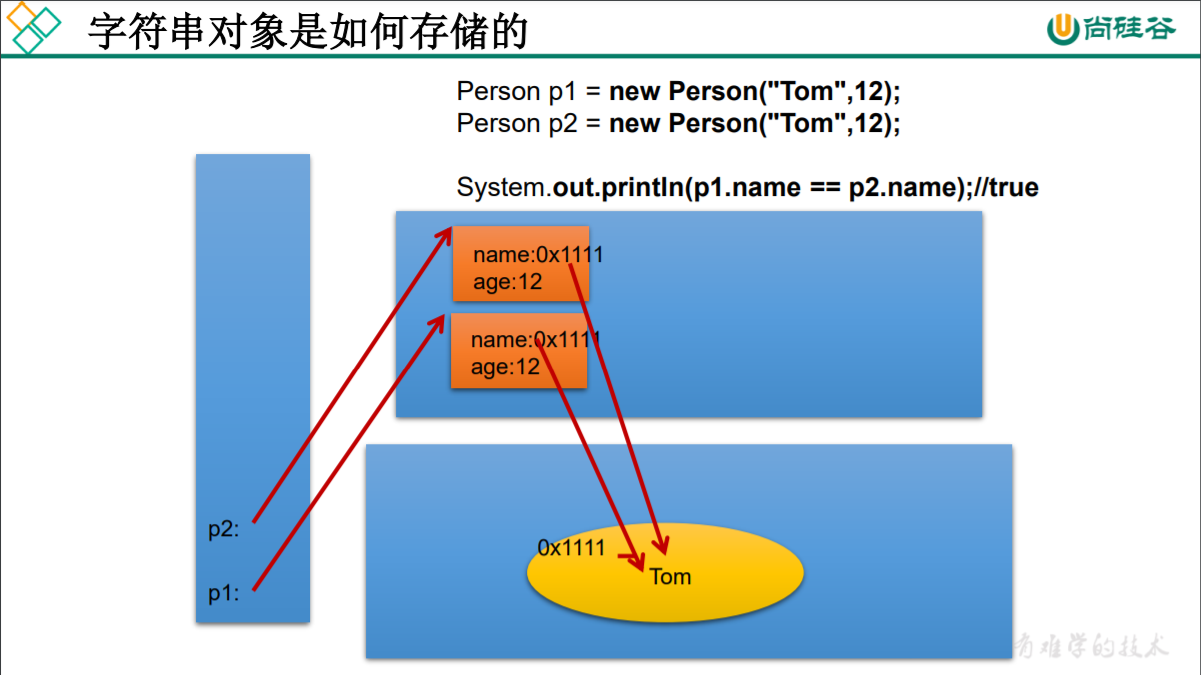 字符串对象是如何存储的
尚硅谷
Person p1 = new Person("Tom",12);
Person p2 = new Person("Tom",12);
System.out.println(p1.name == p2.name);//true
name:0x1111
age:12
name:0x1111
age:12
p2:
p1:
0x1111
Tom
难学的技术